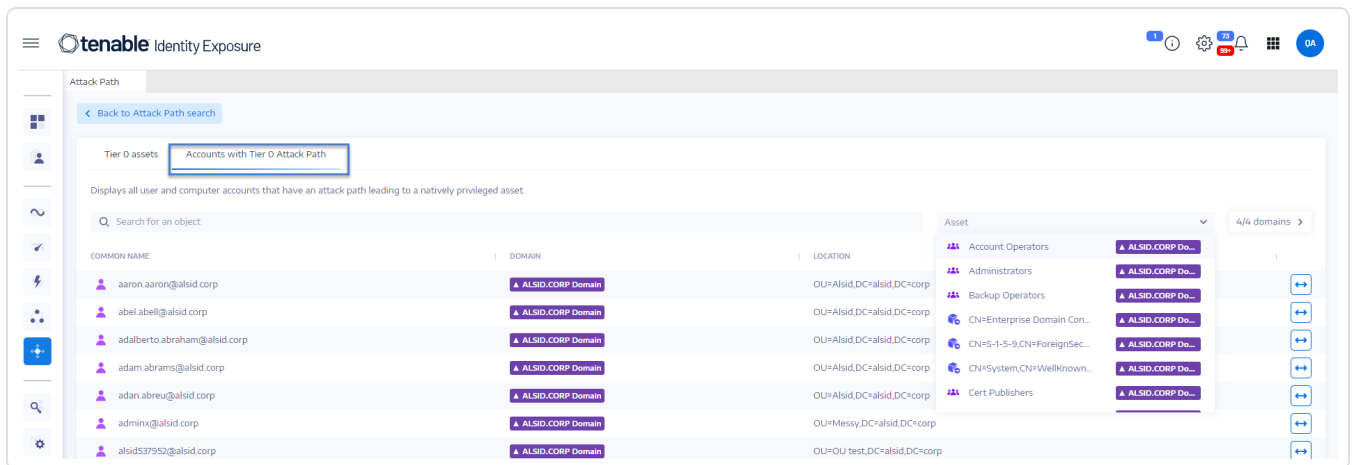 tenable Identity Exposure
1
73
99+
QA
Attack Path
Back to Attack Path search
Tier 0 assets
Accounts with Tier 0 Attack Path
Displays all user and computer accounts that have an attack path leading to a natively privileged asset.
Search for an object
Asset
4/4 domains
COMMON NAME DOMAIN LOCATION
aaron.aaron@alsid.corp ALSID.CORP Domain OU=Alsid,DC=alsid,DC=corp
abel.abell@alsid.corp ALSID.CORP Domain OU=Alsid,DC=alsid,DC=corp
adalberto.abraham@alsid.corp ALSID.CORP Domain OU=Alsid,DC=alsid,DC=corp
adam.abrams@alsid.corp ALSID.CORP Domain OU=Alsid,DC=alsid,DC=corp
adan.abreu@alsid.corp ALSID.CORP Domain OU=Alsid,DC=alsid,DC=corp
adminx@alsid.corp ALSID.CORP Domain OU=Messy,DC=alsid,DC=corp
alsid537952@alsid.corp ALSID.CORP Domain OU=OU test,DC=alsid,DC=corp
Account Operators ALSID.CORP Do...
Administrators ALSID.CORP Do...
Backup Operators ALSID.CORP Do...
CN=Enterprise Domain Con... ALSID.CORP Do...
CN=S-1-5-9,CN=ForeignSec... ALSID.CORP Do...
CN=System,CN=WellKnown... ALSID.CORP Do...
Cert Publishers ALSID.CORP Do...